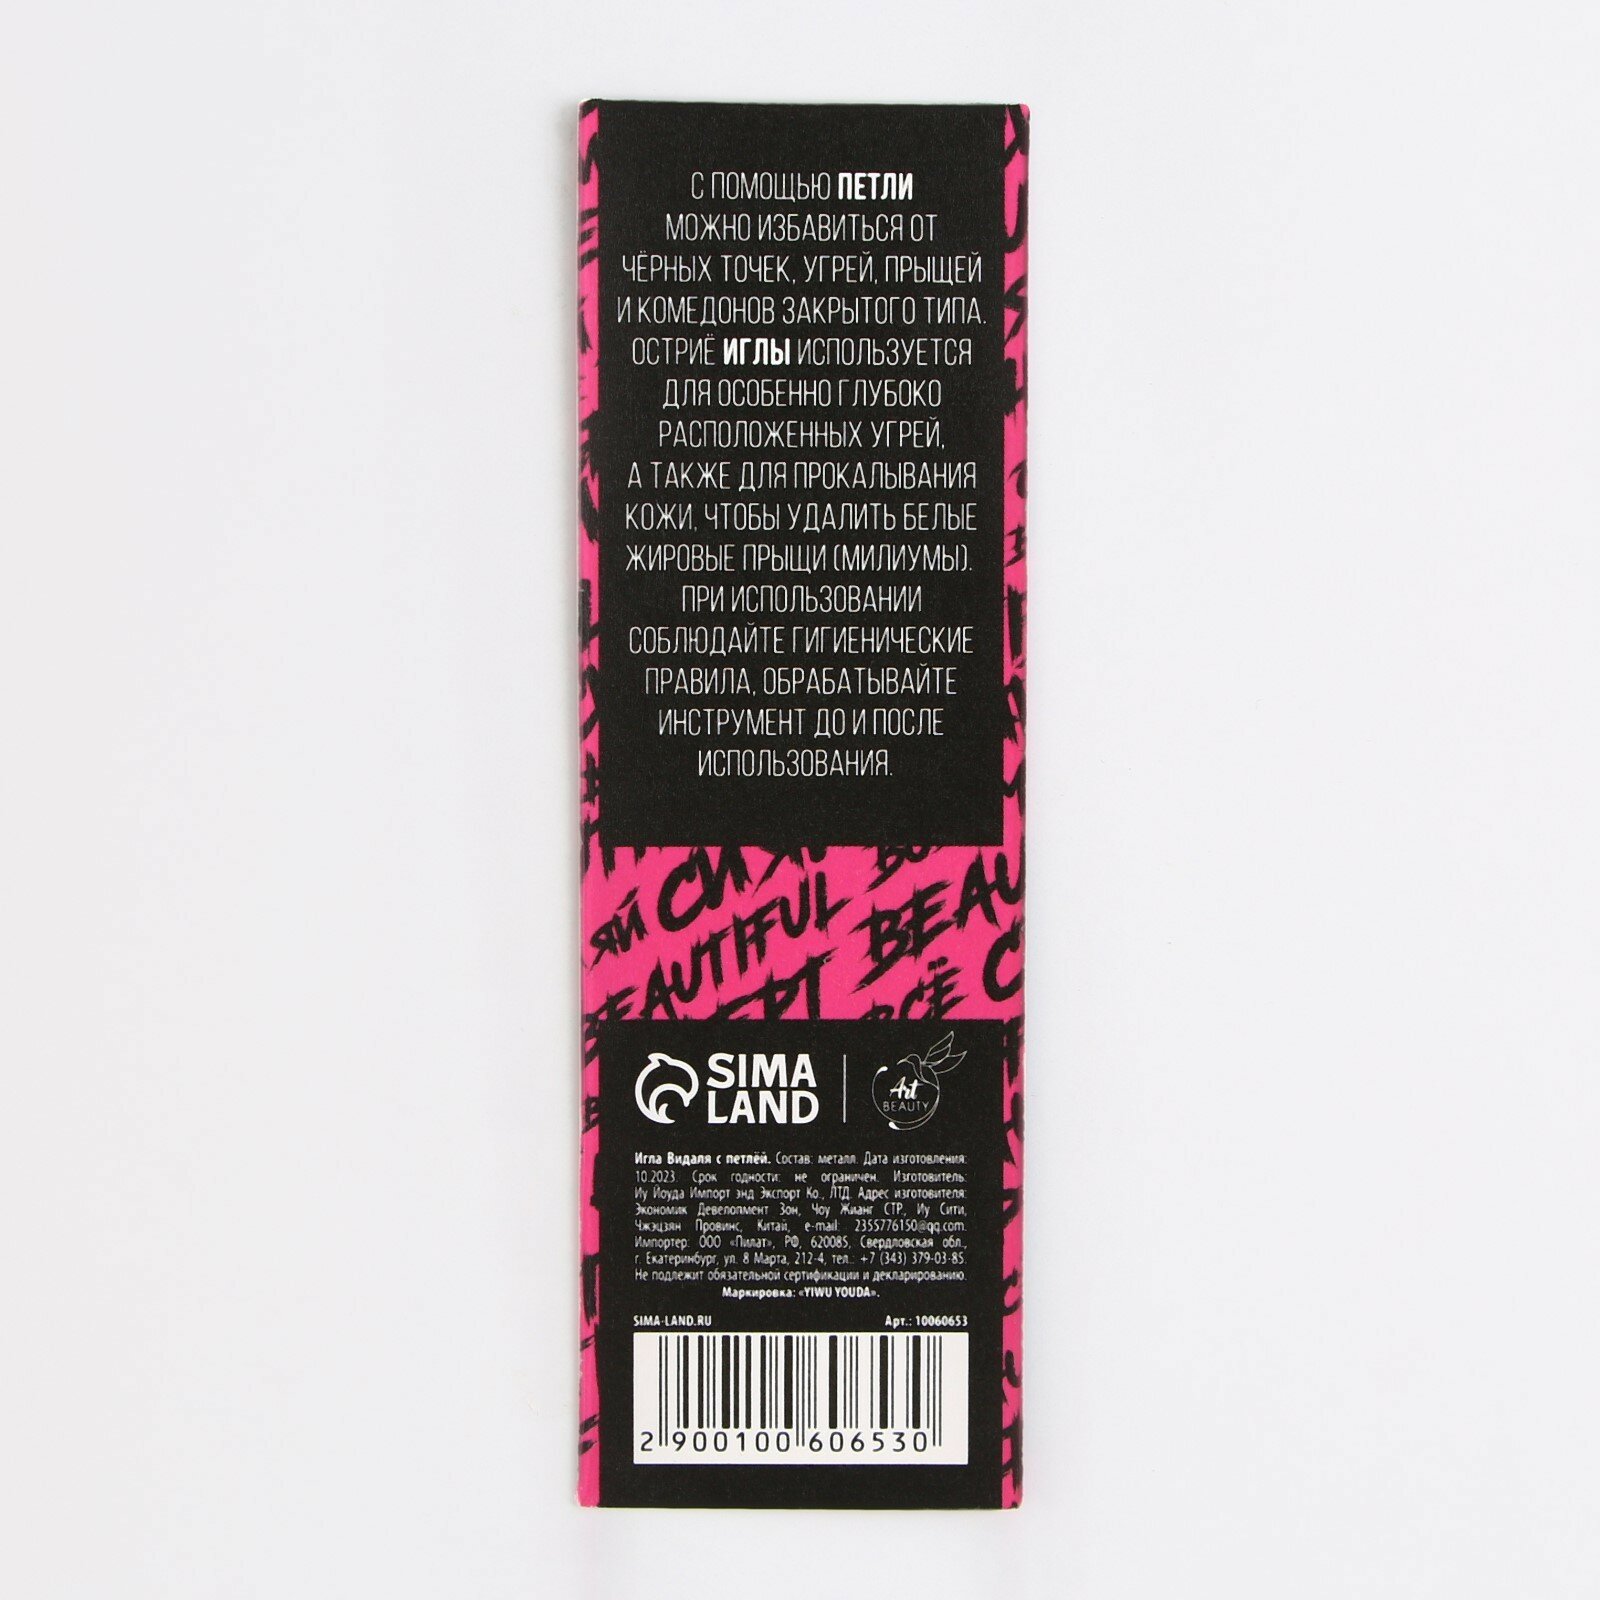 С ПОМОЩЬЮ ПЕТЛИ
МОЖНО ИЗБАВИТЬСЯ ОТ
ЧЁРНЫХ ТОЧЕК, УГРЕЙ, ПРЫЩЕЙ
И КОМЕДОНОВ ЗАКРЫТОГО ТИПА.
ОСТРИЁ ИГЛЫ ИСПОЛЬЗУЕТСЯ
ДЛЯ ОСОБЕННО ГЛУБОКО
РАСПОЛОЖЕННЫХ УГРЕЙ,
А ТАКЖЕ ДЛЯ ПРОКАЛЫВАНИЯ
КОЖИ, ЧТОБЫ УДАЛИТЬ БЕЛЫЕ
ЖИРОВЫЕ ПРЫЩИ (МИЛИУМЫ).
ПРИ ИСПОЛЬЗОВАНИИ
СОБЛЮДАЙТЕ ГИГИЕНИЧЕСКИЕ
ПРАВИЛА, ОБРАБАТЫВАЙТЕ
ИНСТРУМЕНТ ДО И ПОСЛЕ
ИСПОЛЬЗОВАНИЯ.
ЯЙ СИЯ
BEAUTIFUL BEAU
ВСЁ С
SIMA
LAND
Art
BEAUTY
Игла Видаля с петлёй. Состав: металл. Дата изготовления:
10.2023. Срок годности: не ограничен. Изготовитель:
Иу Йоуда Импорт энд Экспорт Ко., ЛТД. Адрес изготовителя:
Экономик Девелопмент Зон, Чоу Жианг СТР., Иу Сити,
Чжэцзян Провинс, Китай, e-mail: 2355776150@qq.com.
Импортер: ООО «Пилат», РФ, 620085, Свердловская обл.,
г. Екатеринбург, ул. 8 Марта, 212-4, тел.: +7 (343) 379-03-85.
Не подлежит обязательной сертификации и декларированию.
Маркировка: «YIWU YOUDA».
SIMA-LAND.RU Арт.: 10060653
2 900100 606530